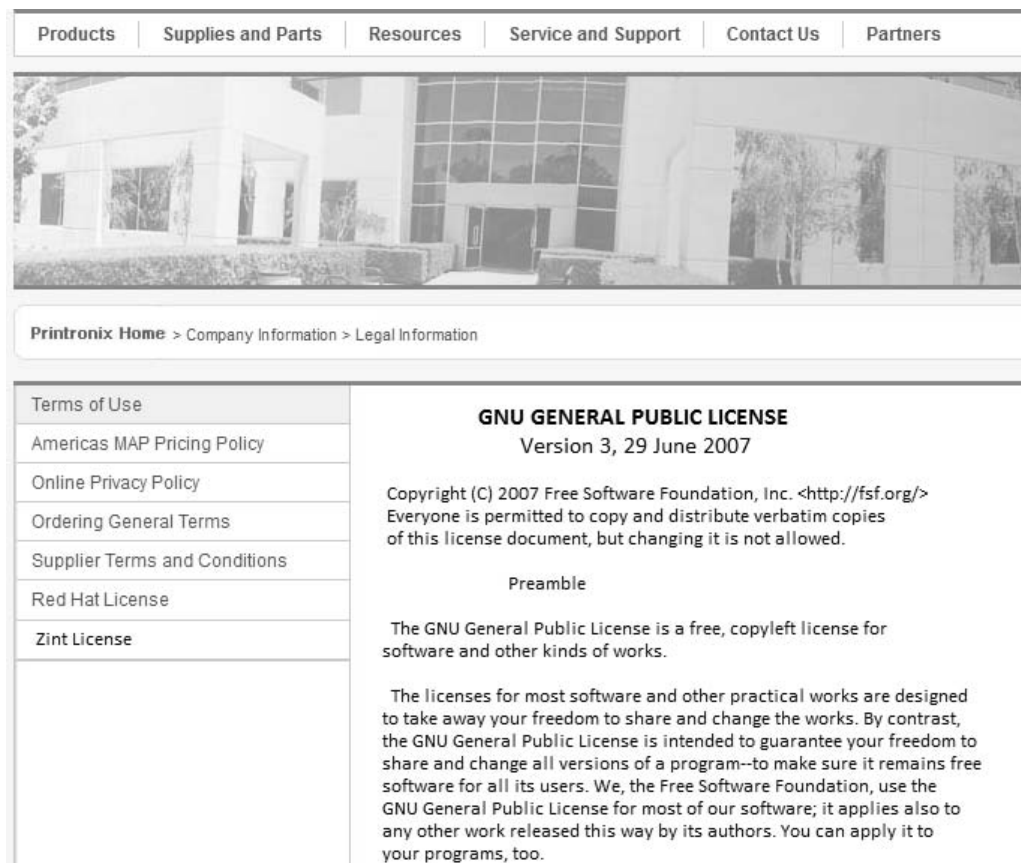 Products Supplies and Parts Resources Service and Support Contact Us Partners
Printronix Home > Company Information > Legal Information
Terms of Use
Americas MAP Pricing Policy
Online Privacy Policy
Ordering General Terms
Supplier Terms and Conditions
Red Hat License
Zint License
GNU GENERAL PUBLIC LICENSE
Version 3, 29 June 2007
Copyright (C) 2007 Free Software Foundation, Inc. <http://fsf.org/>
Everyone is permitted to copy and distribute verbatim copies
of this license document, but changing it is not allowed.
Preamble
The GNU General Public License is a free, copyleft license for
software and other kinds of works.
The licenses for most software and other practical works are designed
to take away your freedom to share and change the works. By contrast,
the GNU General Public License is intended to guarantee your freedom to
share and change all versions of a program--to make sure it remains free
software for all its users. We, the Free Software Foundation, use the
GNU General Public License for most of our software; it applies also to
any other work released this way by its authors. You can apply it to
your programs, too.